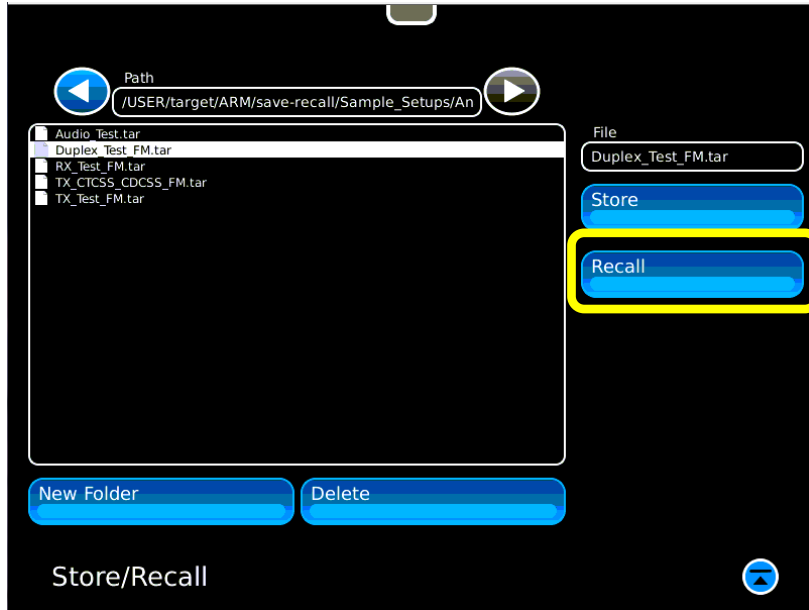 Path
/USER/target/ARM/save-recall/Sample_Setups/An
Audio_Test.tar
Duplex_Test_FM.tar
RX_Test_FM.tar
TX_CTCSS_CDCSS_FM.tar
TX_Test_FM.tar
File
Duplex_Test_FM.tar
Store
Recall
New Folder
Delete
Store/Recall